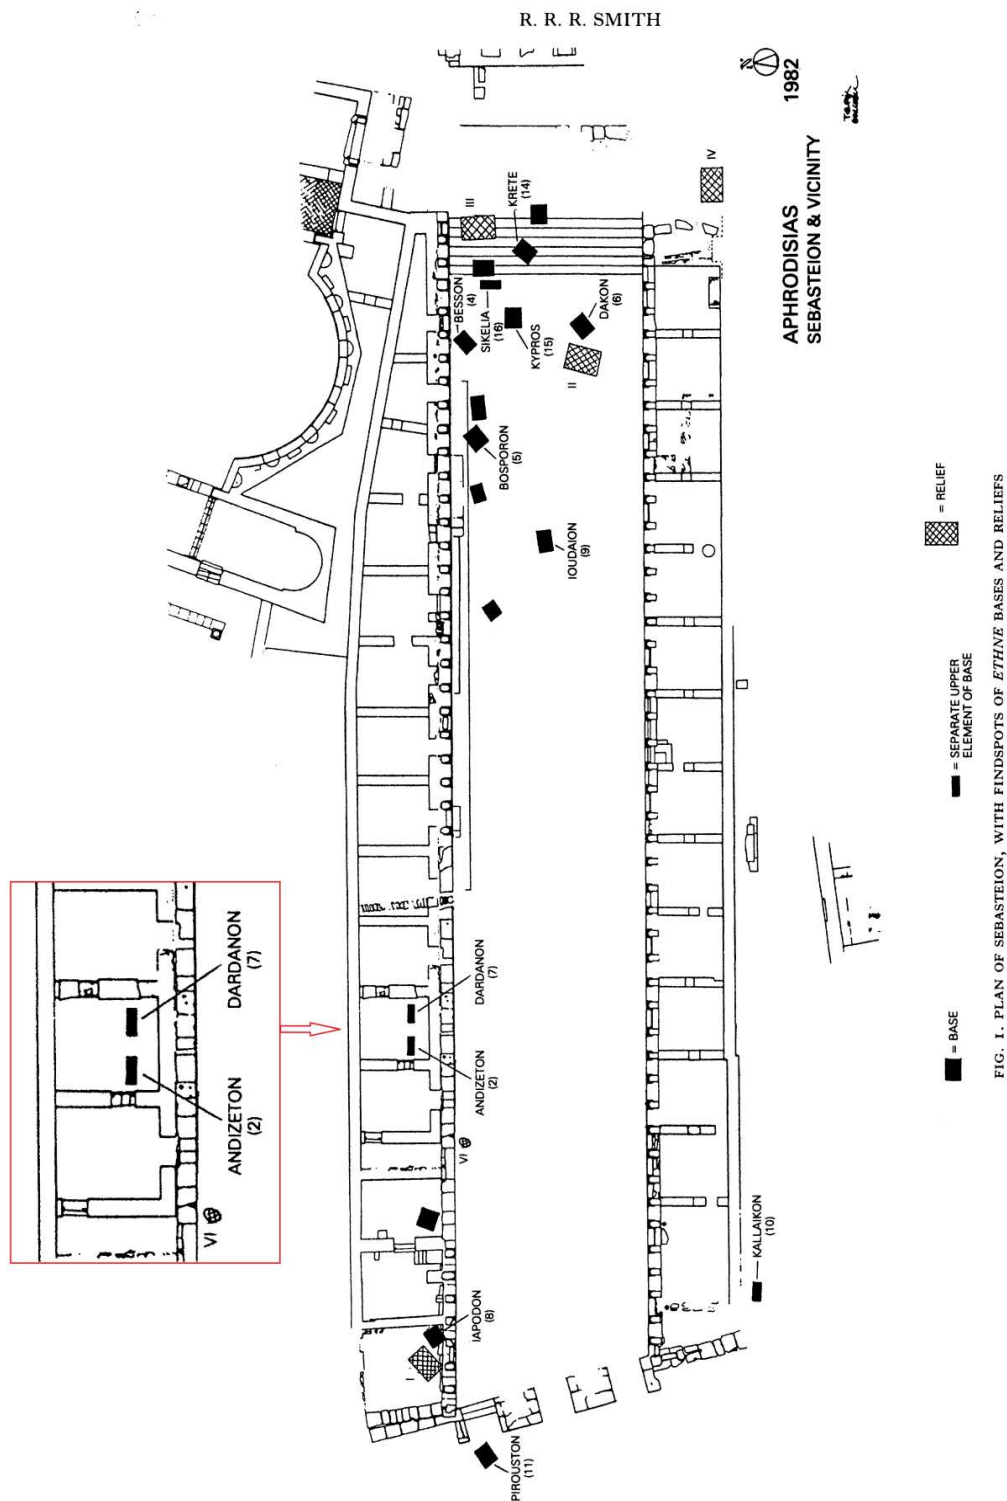 R. R. R. SMITH
N
APHRODISIAS
SEBASTEION & VICINITY
1982
IV
III
KRETE
(14)
BESSON
(4)
SIKELIA
(16)
KYPROS
(15)
DAKON
(6)
II
BOSPORON
(5)
IOUDAION
(9)
DARDANON
(7)
ANDIZETON
(2)
VI
DARDANON
(7)
ANDIZETON
(2)
VI
IAPODON
(8)
I
KALLAIKON
(10)
PIROUSTON
(11)
= BASE
= SEPARATE UPPER
ELEMENT OF BASE
= RELIEF
FIG. 1. PLAN OF SEBASTEION, WITH FINDSPOTS OF ETHNE BASES AND RELIEFS